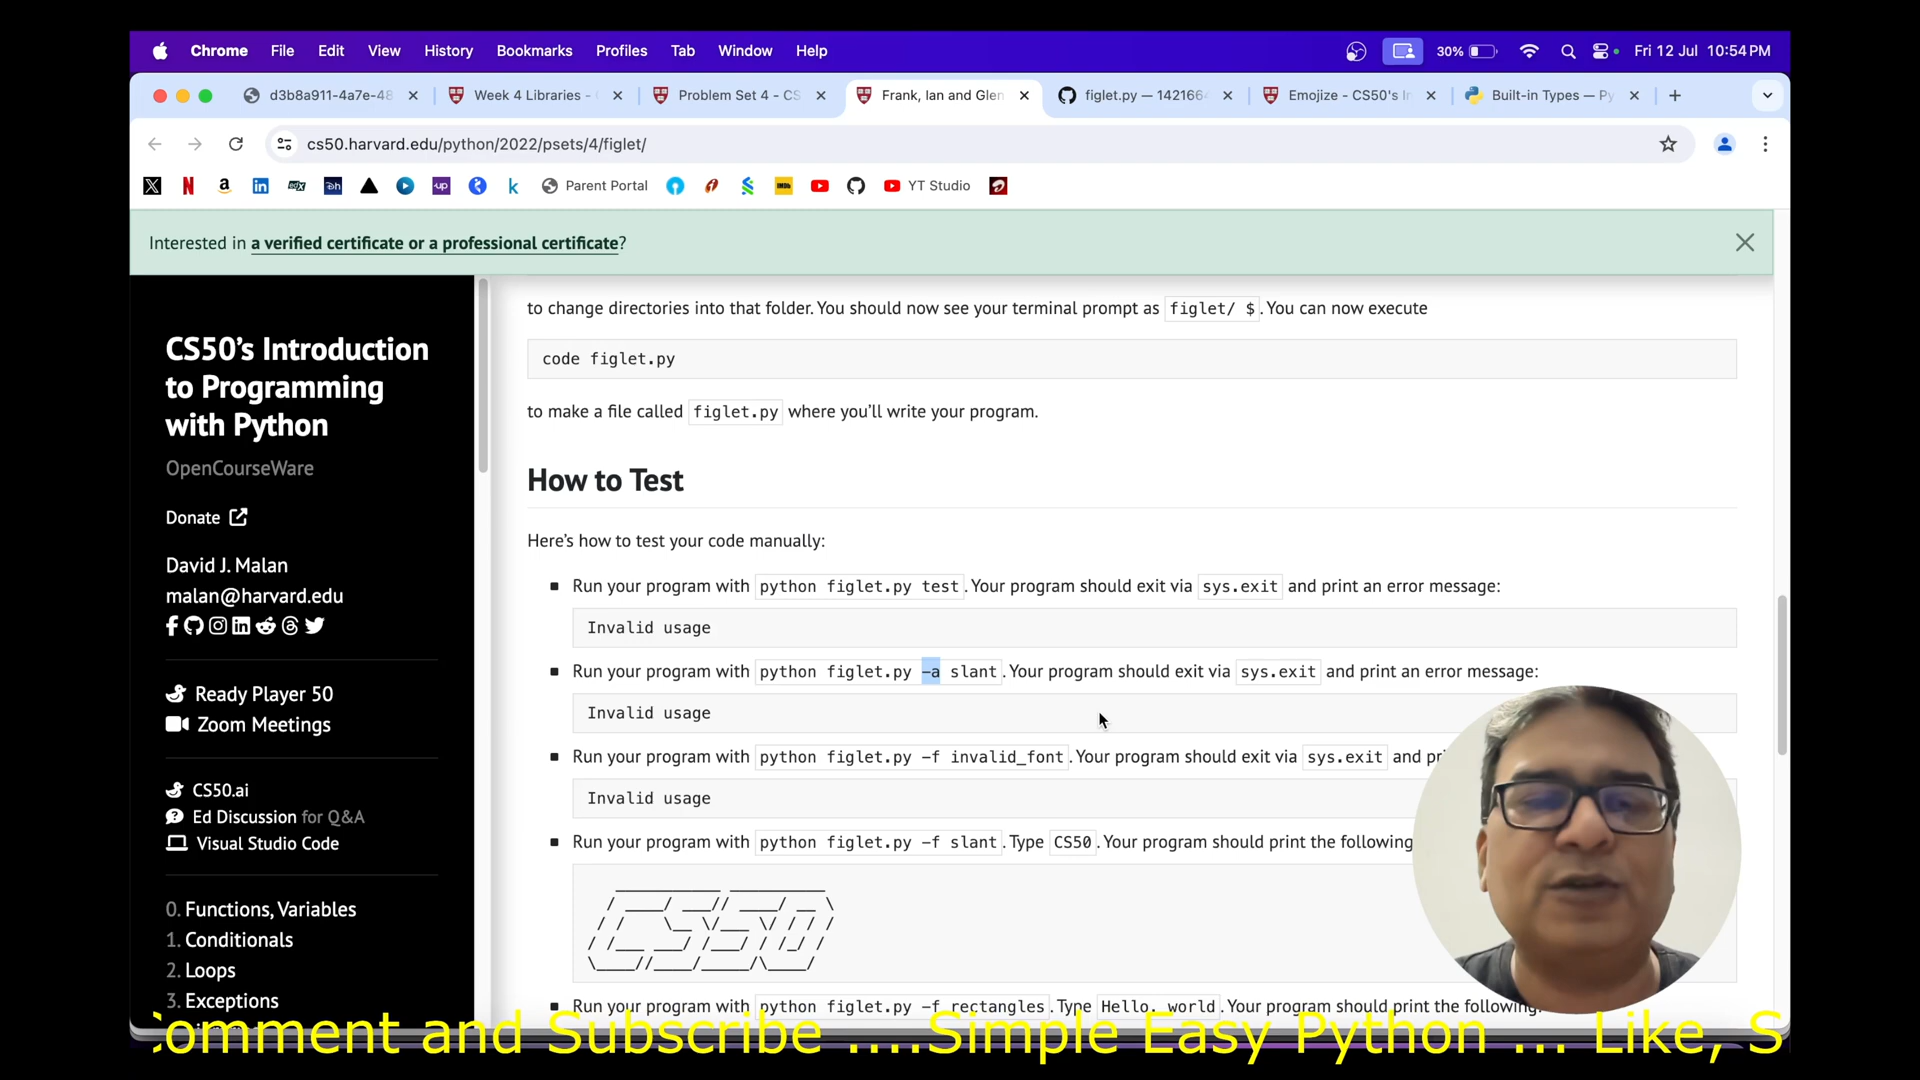 Chrome File Edit View History Bookmarks Profiles Tab Window Help 30% Fri 12 Jul 10:54 PM
d3b8a911-4a7e-48 Week 4 Libraries - Problem Set 4 - CS Frank, Ian and Glen figlet.py — 142166 Emojize - CS50's In Built-in Types — Py
cs50.harvard.edu/python/2022/psets/4/figlet/
Parent Portal YT Studio
Interested in a verified certificate or a professional certificate?
CS50's Introduction
to Programming
with Python
OpenCourseWare
Donate
David J. Malan
malan@harvard.edu
Ready Player 50
Zoom Meetings
CS50.ai
Ed Discussion for Q&A
Visual Studio Code
0. Functions, Variables
1. Conditionals
2. Loops
3. Exceptions
to change directories into that folder. You should now see your terminal prompt as figlet/ $. You can now execute
code figlet.py
to make a file called figlet.py where you'll write your program.
How to Test
Here's how to test your code manually:
Run your program with python figlet.py test. Your program should exit via sys.exit and print an error message:
Invalid usage
Run your program with python figlet.py -a slant. Your program should exit via sys.exit and print an error message:
Invalid usage
Run your program with python figlet.py -f invalid_font. Your program should exit via sys.exit and pri
Invalid usage
Run your program with python figlet.py -f slant. Type CS50. Your program should print the following
CS50
Run your program with python figlet.py -f rectangles. Type Hello, world. Your program should print the following:
Comment and Subscribe ....Simple Easy Python ... Like, S